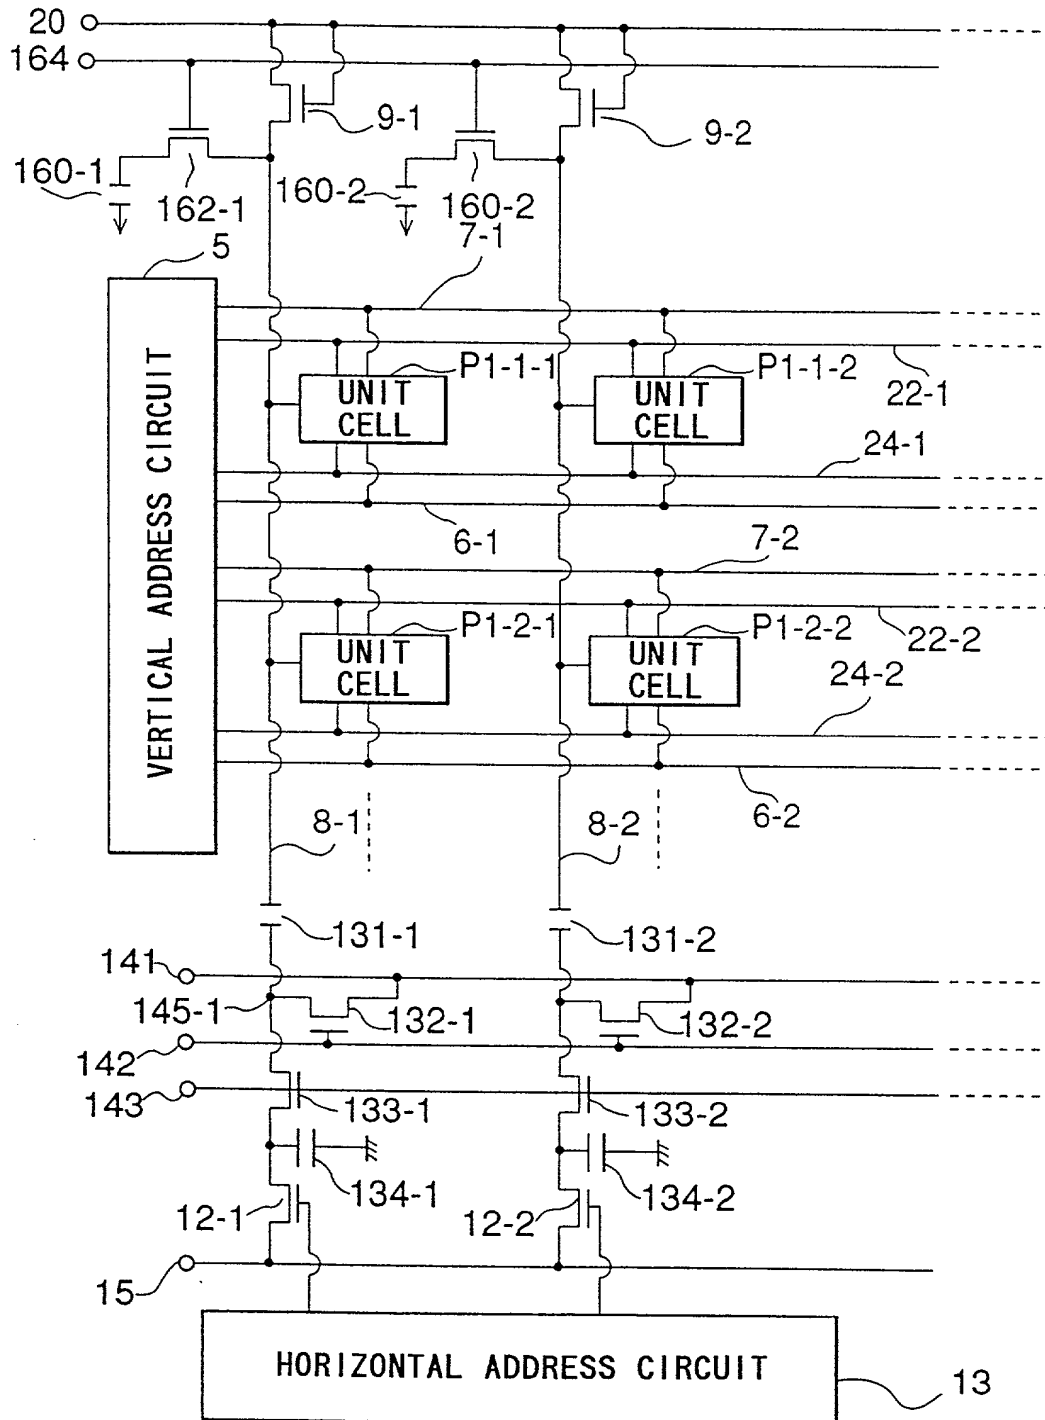 20
164
9-1
9-2
160-1
162-1
160-2
160-2
5
7-1
VERTICAL ADDRESS CIRCUIT
P1-1-1
P1-1-2
UNIT
CELL
UNIT
CELL
22-1
24-1
6-1
7-2
P1-2-1
P1-2-2
UNIT
CELL
UNIT
CELL
22-2
24-2
6-2
8-1
8-2
131-1
131-2
141
145-1
132-1
132-2
142
143
133-1
133-2
134-1
134-2
12-1
12-2
15
HORIZONTAL ADDRESS CIRCUIT
13